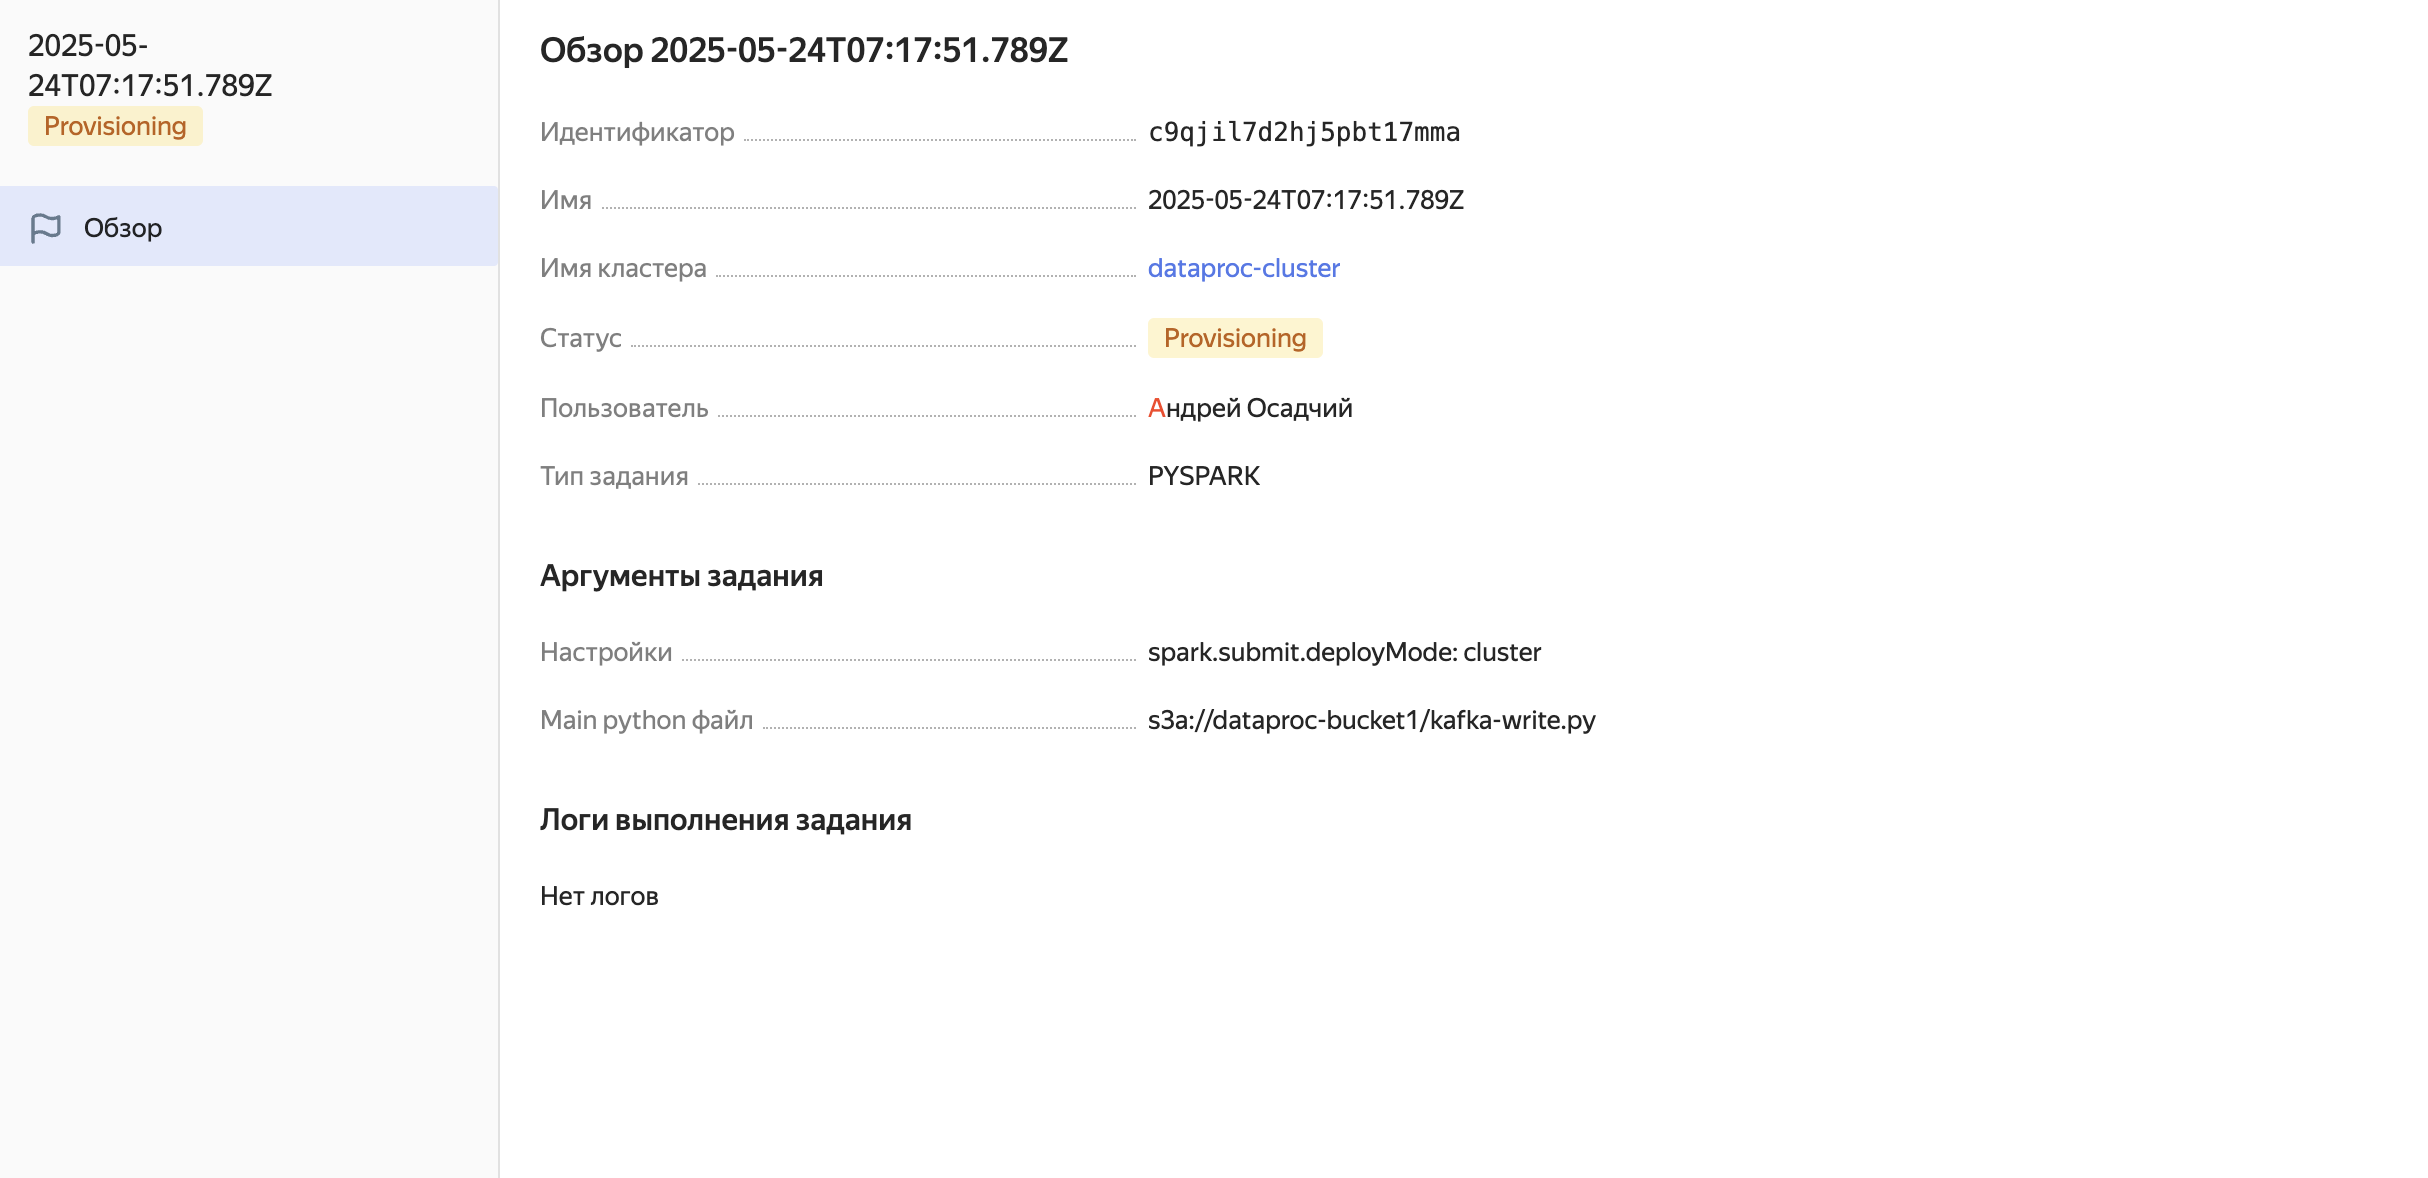 2025-05-
24T07:17:51.789Z
Provisioning
Обзор
Обзор 2025-05-24T07:17:51.789Z
Идентификатор c9qjil7d2hj5pbt17mma
Имя 2025-05-24T07:17:51.789Z
Имя кластера dataproc-cluster
Статус Provisioning
Пользователь Андрей Осадчий
Тип задания PYSPARK
Аргументы задания
Настройки spark.submit.deployMode: cluster
Main python файл s3a://dataproc-bucket1/kafka-write.py
Логи выполнения задания
Нет логов